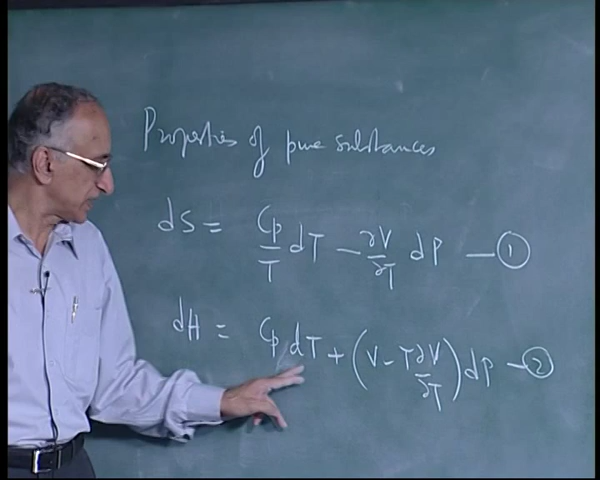 Properties of pure substances
dS = Cp/T dT - ∂V/∂T dP — ①
dH = Cp dT + (V - T ∂V/∂T) dP — ②